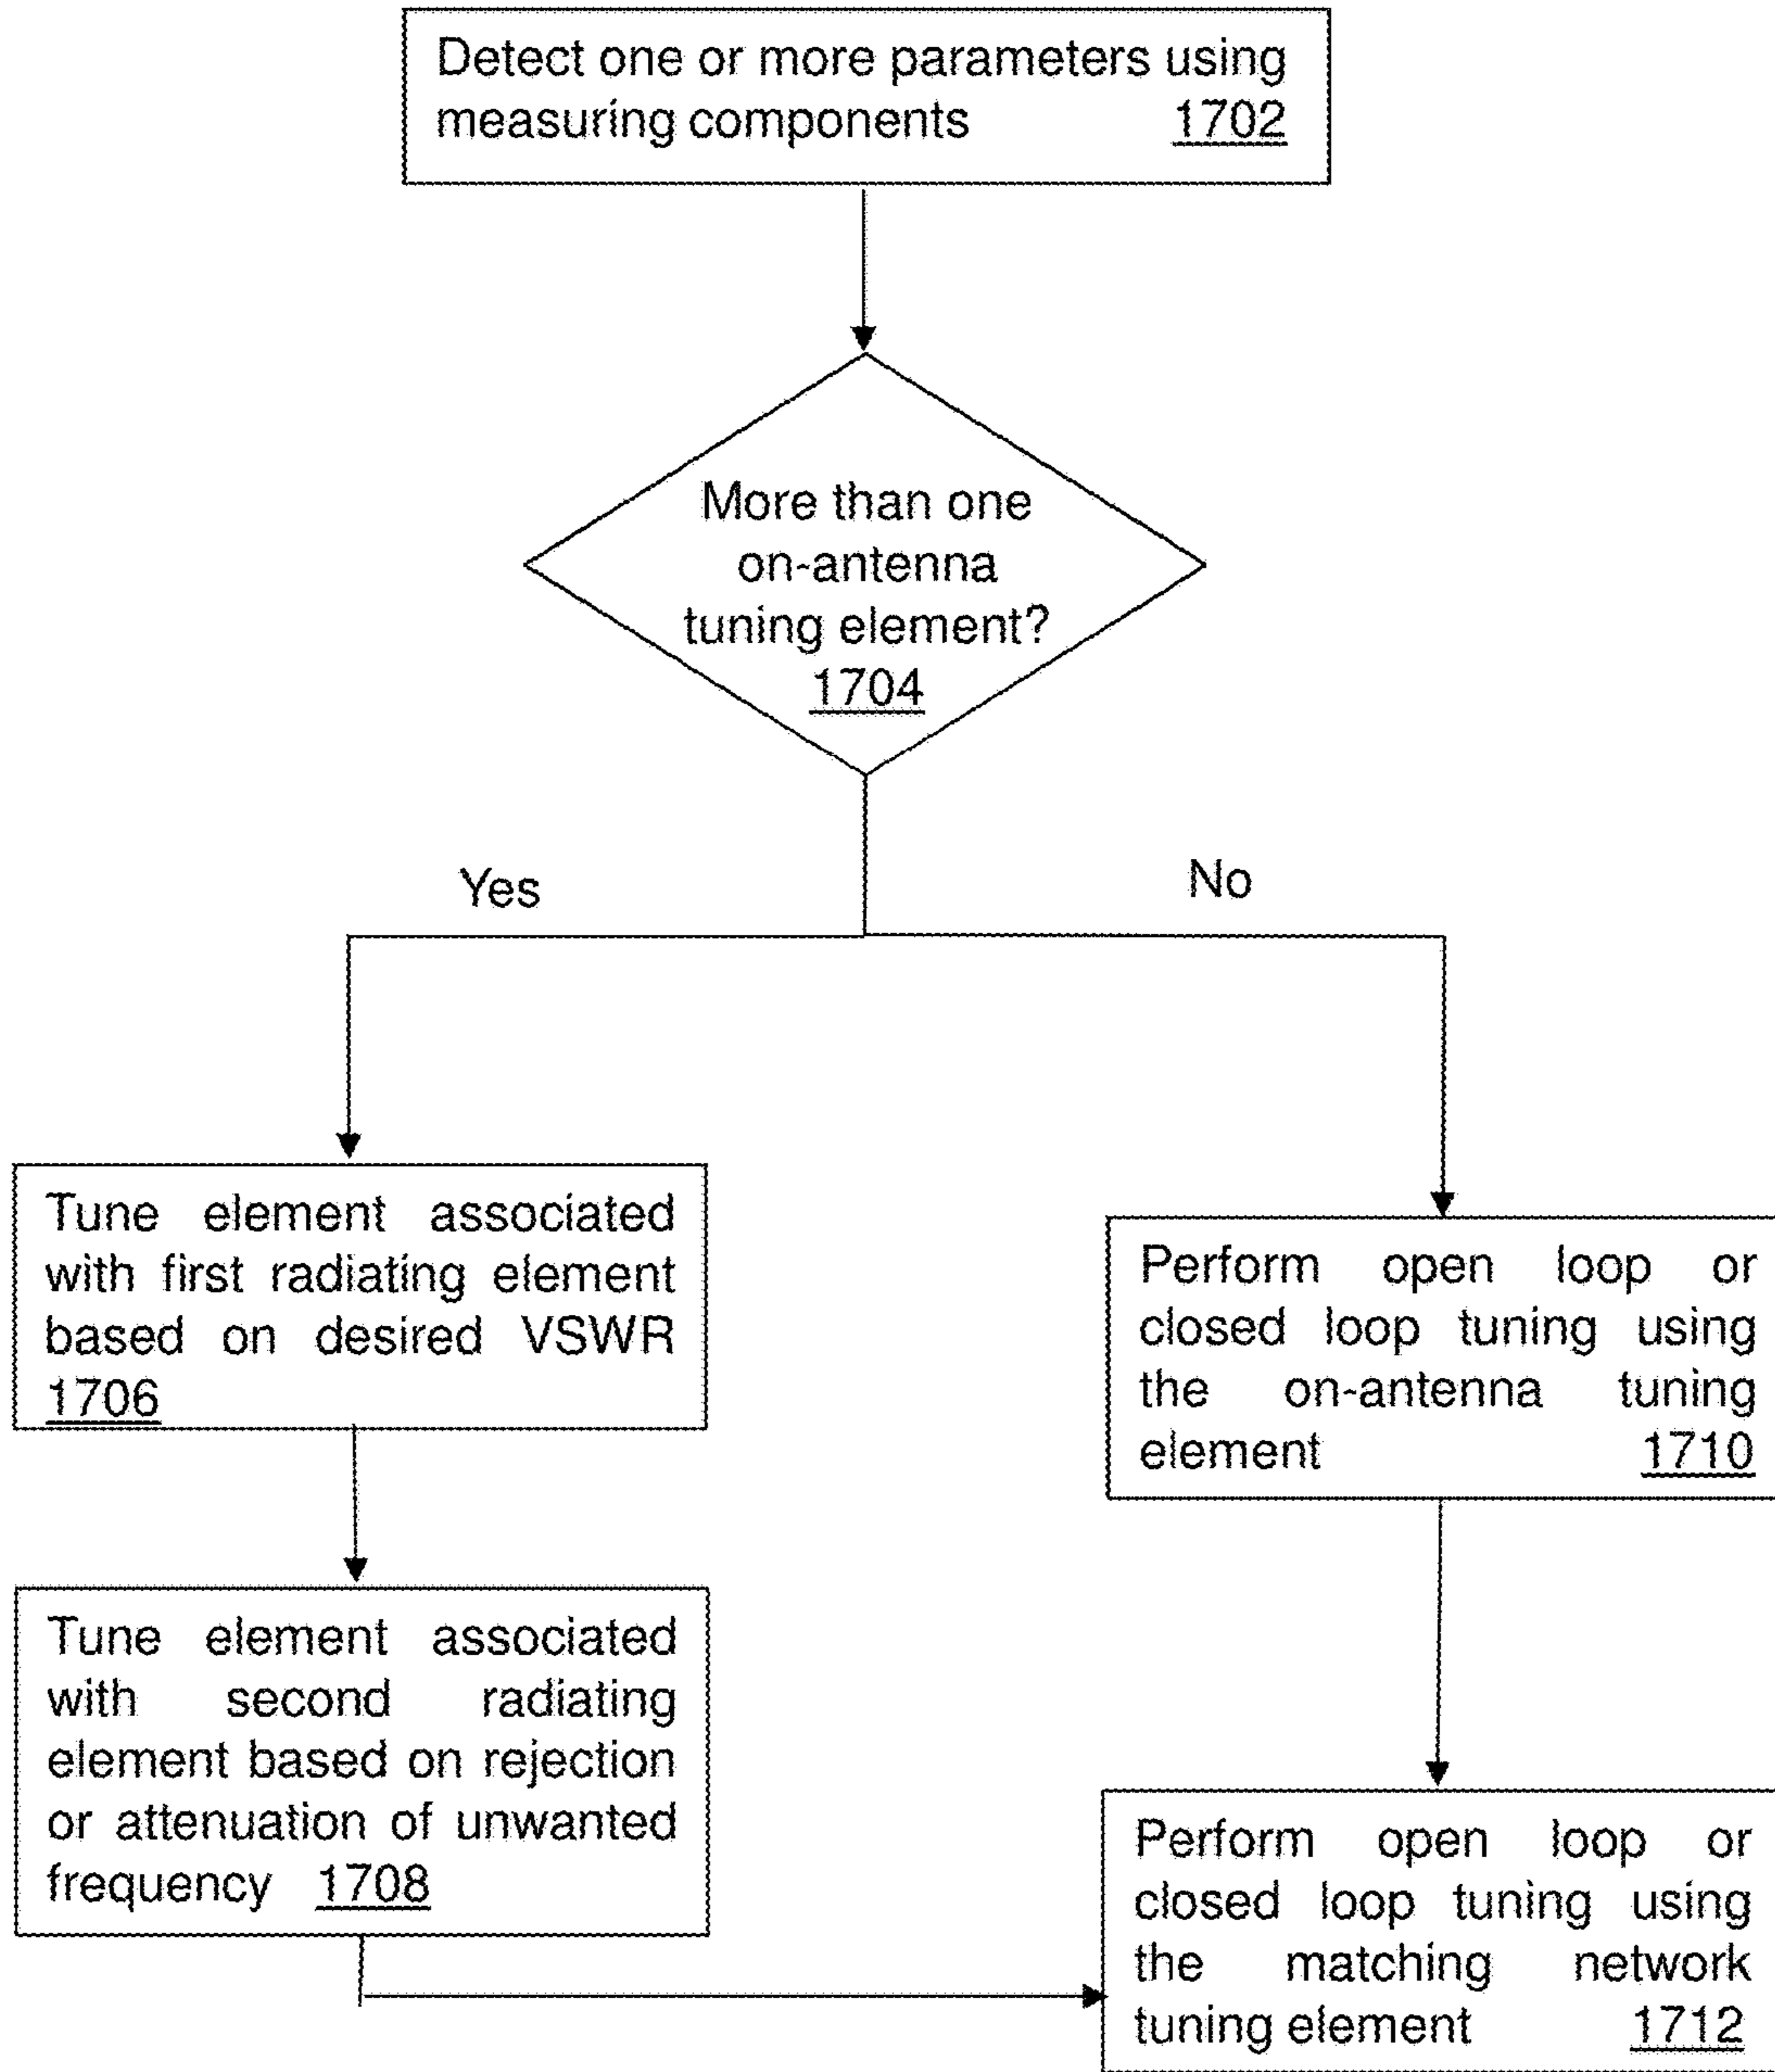 Detect one or more parameters using
measuring components 1702
More than one
on-antenna
tuning element?
1704
Yes
No
Tune element associated
with first radiating element
based on desired VSWR
1706
Perform open loop or
closed loop tuning using
the on-antenna tuning
element 1710
Tune element associated
with second radiating
element based on rejection
or attenuation of unwanted
frequency 1708
Perform open loop or
closed loop tuning using
the matching network
tuning element 1712